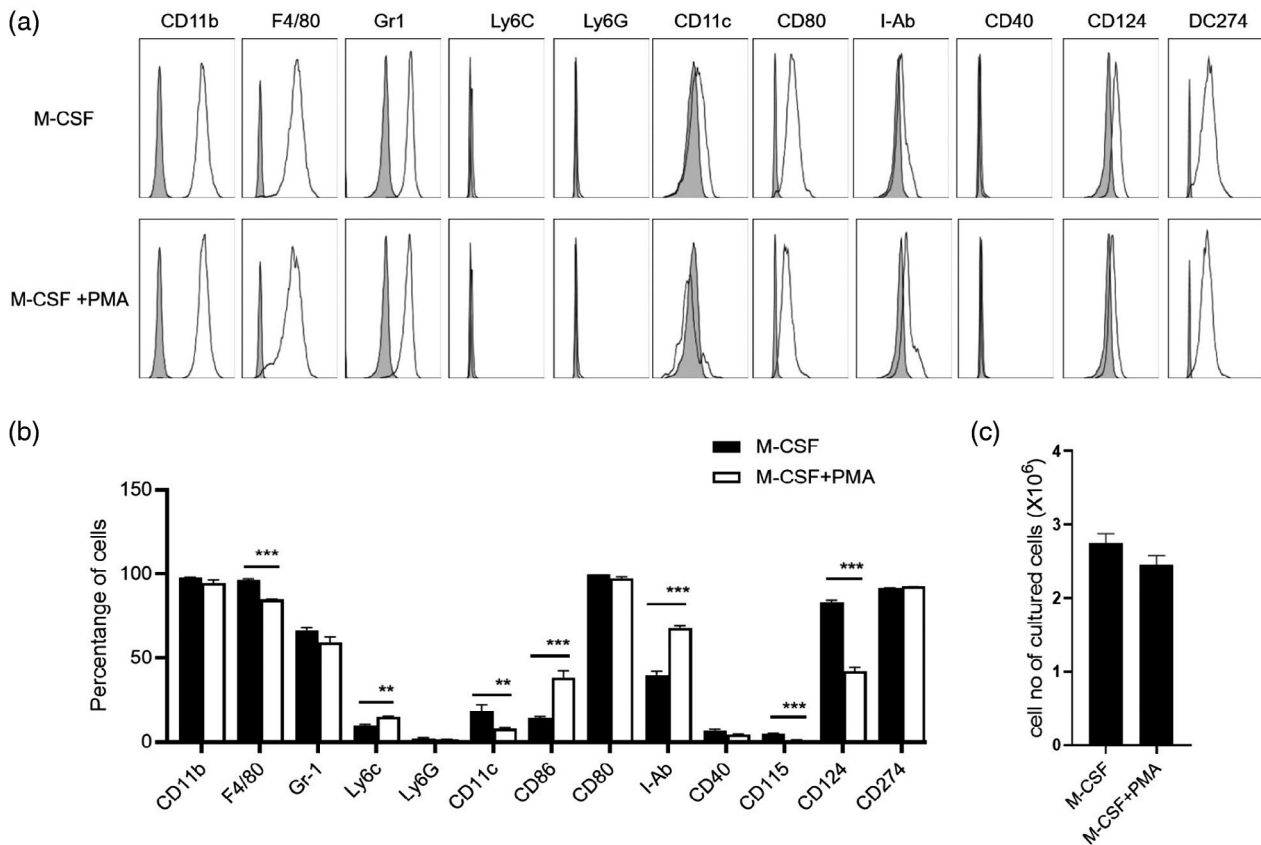 (a)
CD11b F4/80 Gr1 Ly6C Ly6G CD11c CD80 I-Ab CD40 CD124 DC274
M-CSF
M-CSF +PMA
(b)
M-CSF
M-CSF+PMA
Percentange of cells
150
100
50
0
*** ** ** *** *** *** ***
CD11b F4/80 Gr-1 Ly6c Ly6G CD11c CD86 CD80 I-Ab CD40 CD115 CD124 CD274
(c)
cell no of cultured cells (X10⁶)
4
3
2
1
0
M-CSF M-CSF+PMA